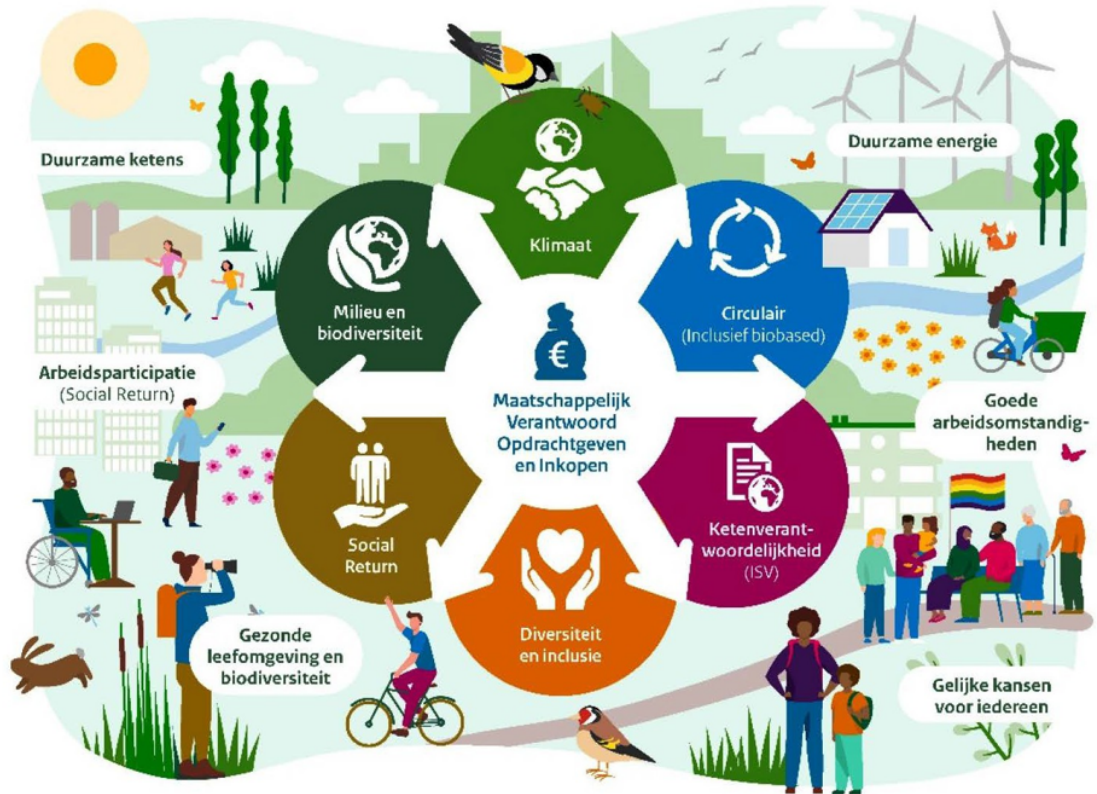 Duurzame ketens
Duurzame energie
Klimaat
Milieu en
biodiversiteit
Circulair
(Inclusief biobased)
€
Maatschappelijk
Verantwoord
Opdrachtgeven
en Inkopen
Arbeidsparticipatie
(Social Return)
Goede
arbeidsomstandig-
heden
Social
Return
Ketenverant-
woordelijkheid
(ISV)
Diversiteit
en inclusie
Gezonde
leefomgeving en
biodiversiteit
Gelijke kansen
voor iedereen